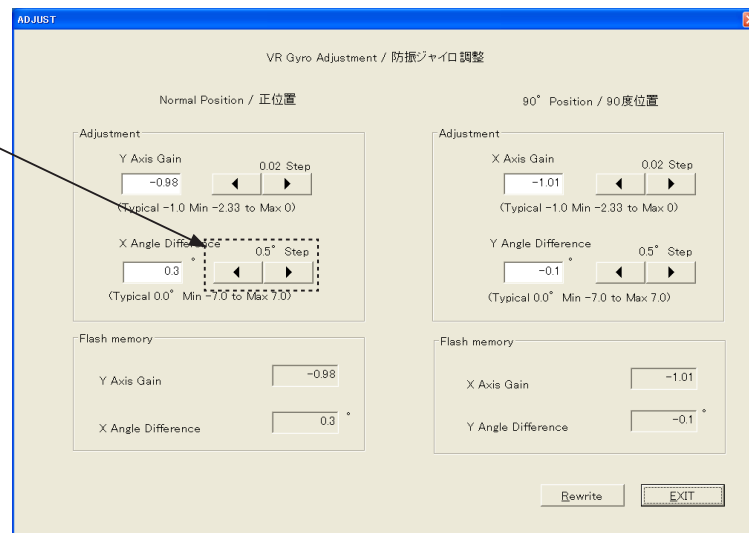 ADJUST
VR Gyro Adjustment / 防振ジャイロ調整
Normal Position / 正位置
90° Position / 90度位置
Adjustment
Y Axis Gain
0.02 Step
-0.98
(Typical -1.0 Min -2.33 to Max 0)
X Angle Difference
0.5° Step
0.3 °
(Typical 0.0° Min -7.0 to Max 7.0)
Adjustment
X Axis Gain
0.02 Step
-1.01
(Typical -1.0 Min -2.33 to Max 0)
Y Angle Difference
0.5° Step
-0.1 °
(Typical 0.0° Min -7.0 to Max 7.0)
Flash memory
Y Axis Gain -0.98
X Angle Difference 0.3 °
Flash memory
X Axis Gain -1.01
Y Angle Difference -0.1 °
Rewrite EXIT